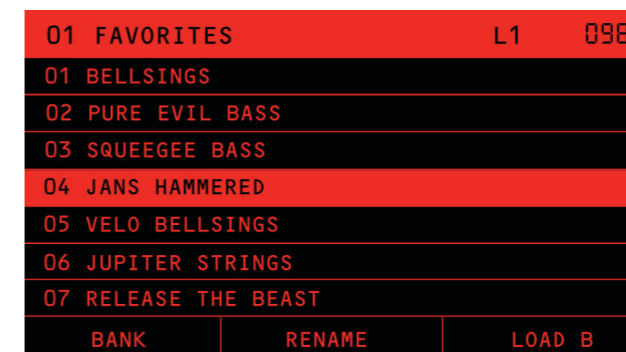 01 FAVORITES L1
01 BELLSINGS
02 PURE EVIL BASS
03 SQUEEGEE BASS
04 JANS HAMMERED
05 VELO BELLSINGS
06 JUPITER STRINGS
07 RELEASE THE BEAST
BANK RENAME LOAD B